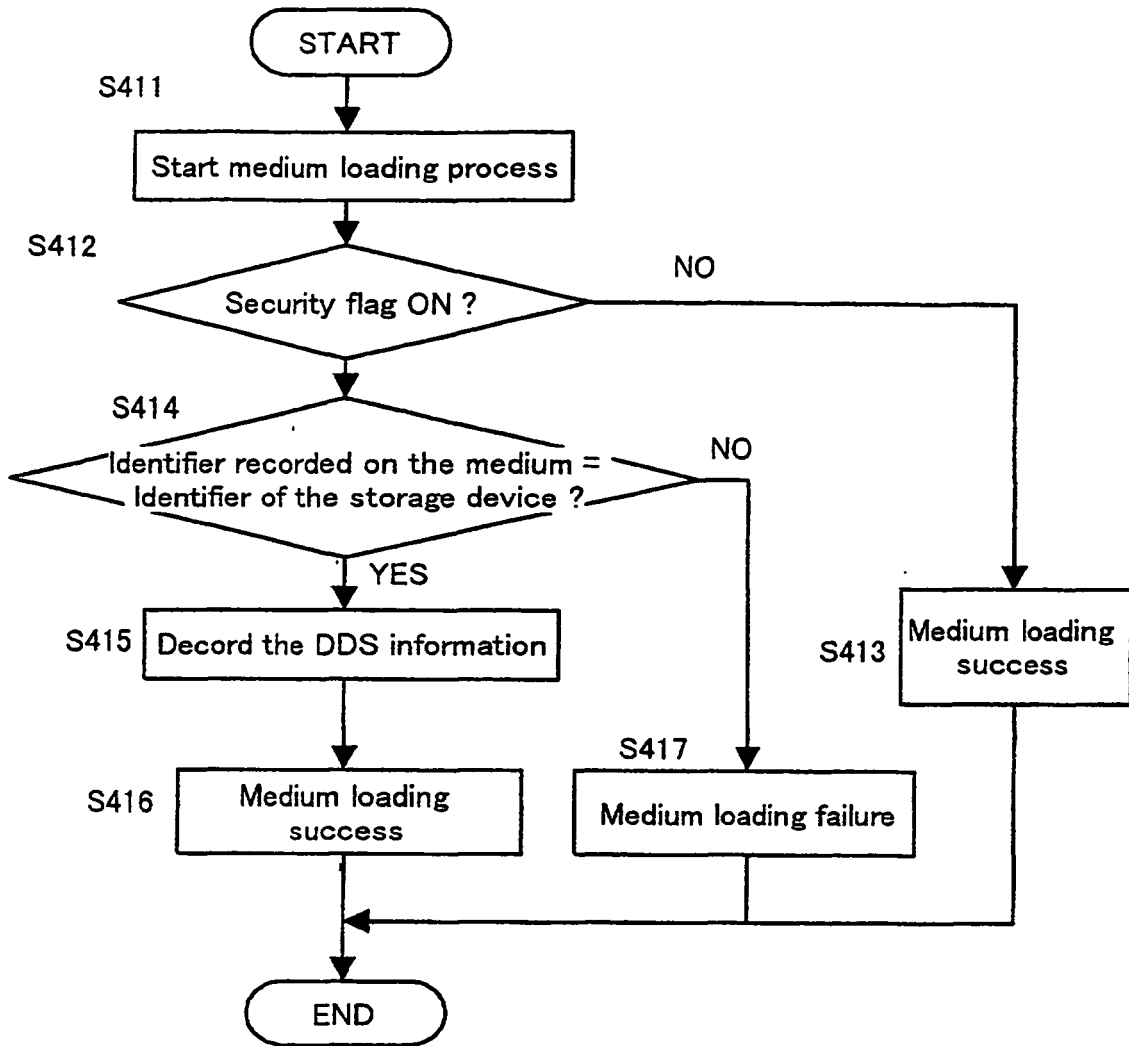 START
S411
Start medium loading process
S412
NO
Security flag ON ?
S414
NO
Identifier recorded on the medium =
Identifier of the storage device ?
YES
S415
Decord the DDS information
S413
Medium loading
success
S417
S416
Medium loading
success
Medium loading failure
END